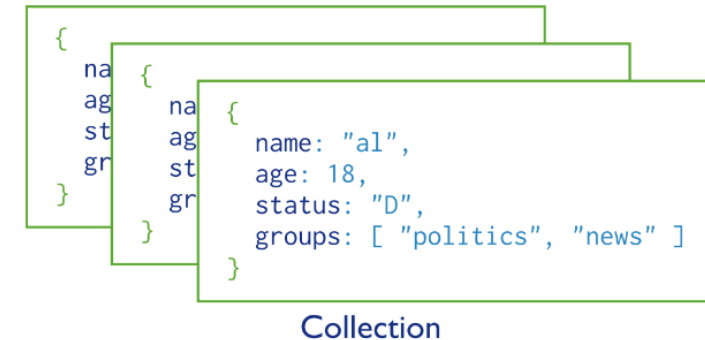 {
na
ag
st
gr
}
{
na
ag
st
gr
}
{
name: "al",
age: 18,
status: "D",
groups: [ "politics", "news" ]
}
Collection